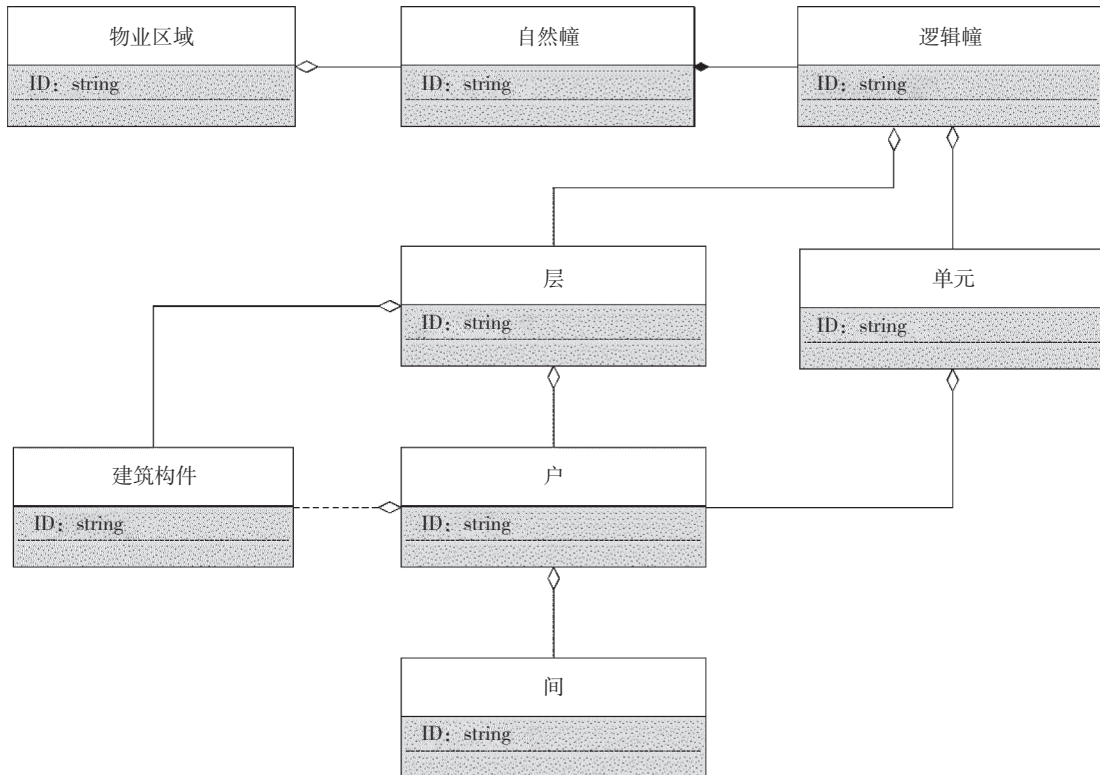 物业区域
ID：string
自然幢
ID：string
逻辑幢
ID：string
层
ID：string
单元
ID：string
建筑构件
ID：string
户
ID：string
间
ID：string